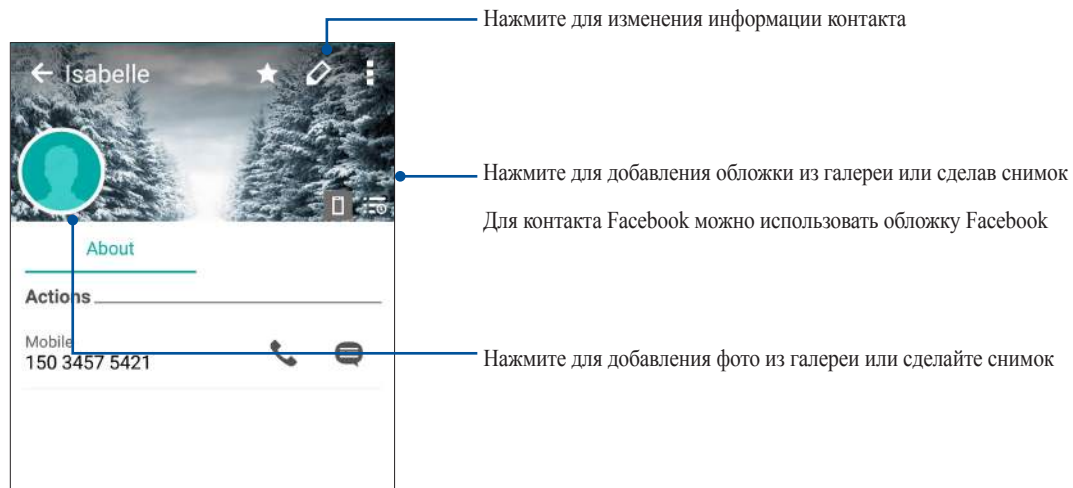 Нажмите для изменения информации контакта
Isabelle
Нажмите для добавления обложки из галереи или сделав снимок
Для контакта Facebook можно использовать обложку Facebook
About
Actions
Mobile
150 3457 5421
Нажмите для добавления фото из галереи или сделайте снимок